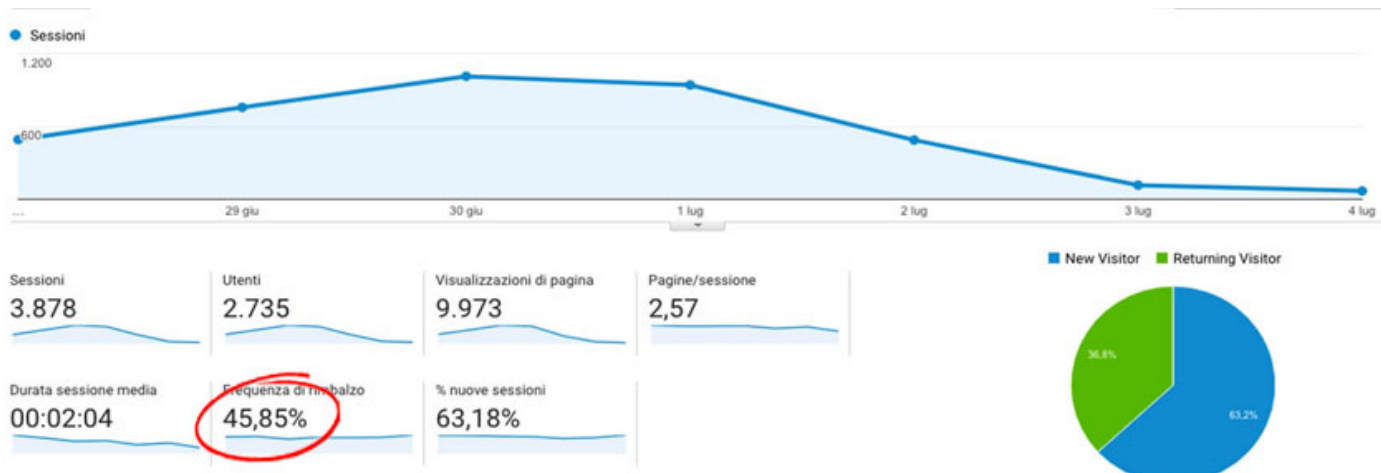 Sessioni
1.200
600
...
29 giu
30 giu
1 lug
2 lug
3 lug
4 lug
New Visitor
Returning Visitor
Sessioni
3.878
Utenti
2.735
Visualizzazioni di pagina
9.973
Pagine/sessione
2,57
Durata sessione media
00:02:04
Frequenza di rimbalzo
45,85%
% nuove sessioni
63,18%
36,8%
63,2%